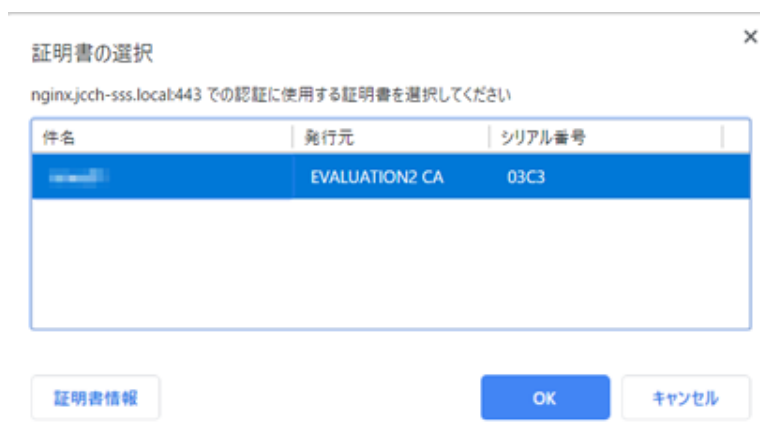 証明書の選択
nginx.jcch-sss.local:443 での認証に使用する証明書を選択してください
件名 発行元 シリアル番号
EVALUATION2 CA 03C3
証明書情報 OK キャンセル